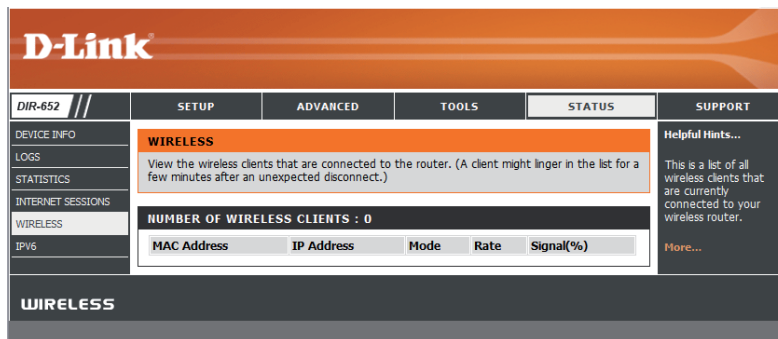 D-Link
DIR-652
SETUP
ADVANCED
TOOLS
STATUS
SUPPORT
DEVICE INFO
LOGS
STATISTICS
INTERNET SESSIONS
WIRELESS
IPV6
WIRELESS
View the wireless clients that are connected to the router. (A client might linger in the list for a
few minutes after an unexpected disconnect.)
NUMBER OF WIRELESS CLIENTS : 0
MAC Address
IP Address
Mode
Rate
Signal(%)
Helpful Hints...
This is a list of all
wireless clients that
are currently
connected to your
wireless router.
More...
WIRELESS